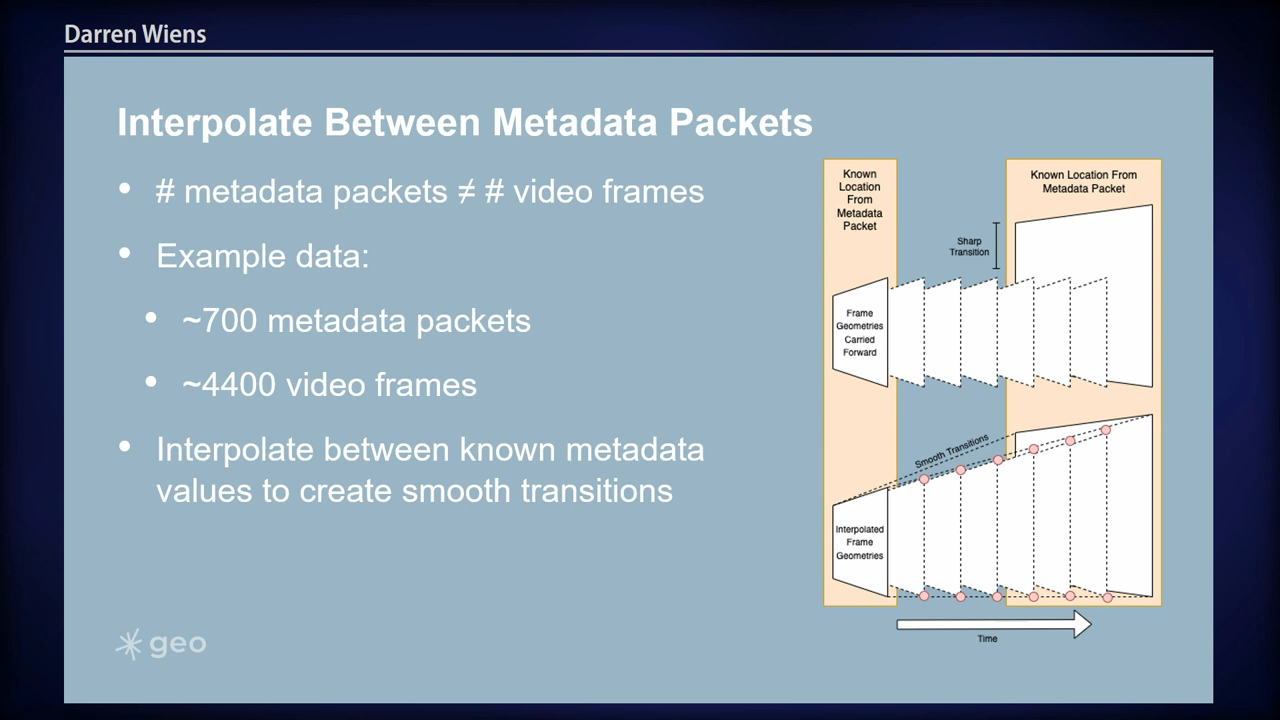 Darren Wiens
Interpolate Between Metadata Packets
• # metadata packets ≠ # video frames
• Example data:
• ~700 metadata packets
• ~4400 video frames
• Interpolate between known metadata
values to create smooth transitions
geo
Known
Location
From
Metadata
Packet
Known Location From
Metadata Packet
Sharp
Transition
Frame
Geometries
Carried
Forward
Smooth Transitions
Interpolated
Frame
Geometries
Time